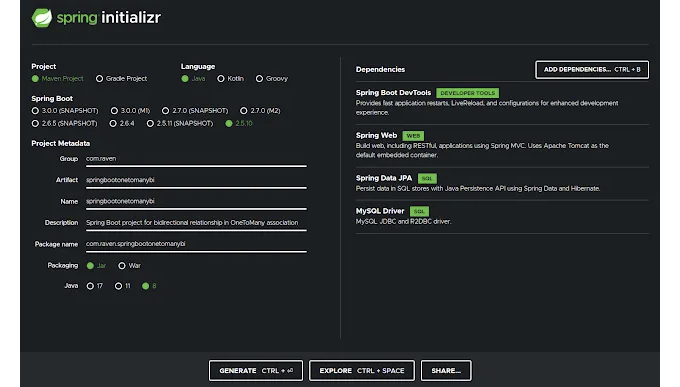 spring initializr
Project
Maven Project Gradle Project
Language
Java Kotlin Groovy
Spring Boot
3.0.0 (SNAPSHOT) 3.0.0 (M1) 2.7.0 (SNAPSHOT) 2.7.0 (M2)
2.6.5 (SNAPSHOT) 2.6.4 2.5.11 (SNAPSHOT) 2.5.10
Project Metadata
Group com.raven
Artifact springbootonetomanybi
Name springbootonetomanybi
Description Spring Boot project for bidirectional relationship in OneToMany association
Package name com.raven.springbootonetomanybi
Packaging Jar War
Java 17 11 8
Dependencies ADD DEPENDENCIES... CTRL + B
Spring Boot DevTools DEVELOPER TOOLS
Provides fast application restarts, LiveReload, and configurations for enhanced development
experience.
Spring Web WEB
Build web, including RESTful, applications using Spring MVC. Uses Apache Tomcat as the
default embedded container.
Spring Data JPA SQL
Persist data in SQL stores with Java Persistence API using Spring Data and Hibernate.
MySQL Driver SQL
MySQL JDBC and R2DBC driver.
GENERATE CTRL + ⏎ EXPLORE CTRL + SPACE SHARE...